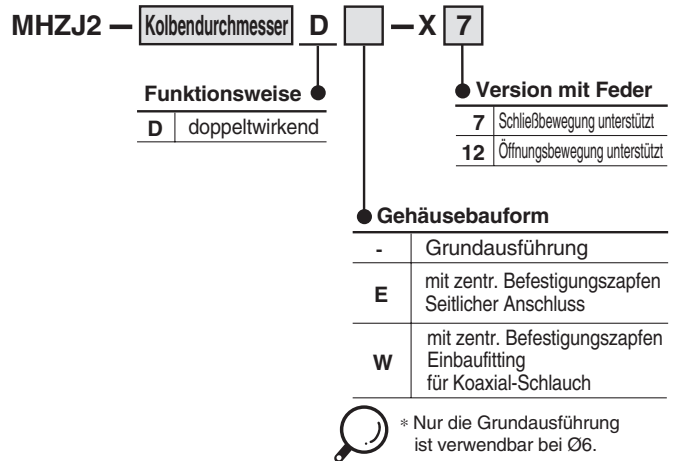 MHZJ2 — Kolbendurchmesser D — X 7
Funktionsweise
D doppeltwirkend
Version mit Feder
7 Schließbewegung unterstützt
12 Öffnungsbewegung unterstützt
Gehäusebauform
- Grundausführung
E mit zentr. Befestigungszapfen
Seitlicher Anschluss
W mit zentr. Befestigungszapfen
Einbaufitting
für Koaxial-Schlauch
* Nur die Grundausführung
ist verwendbar bei Ø6.